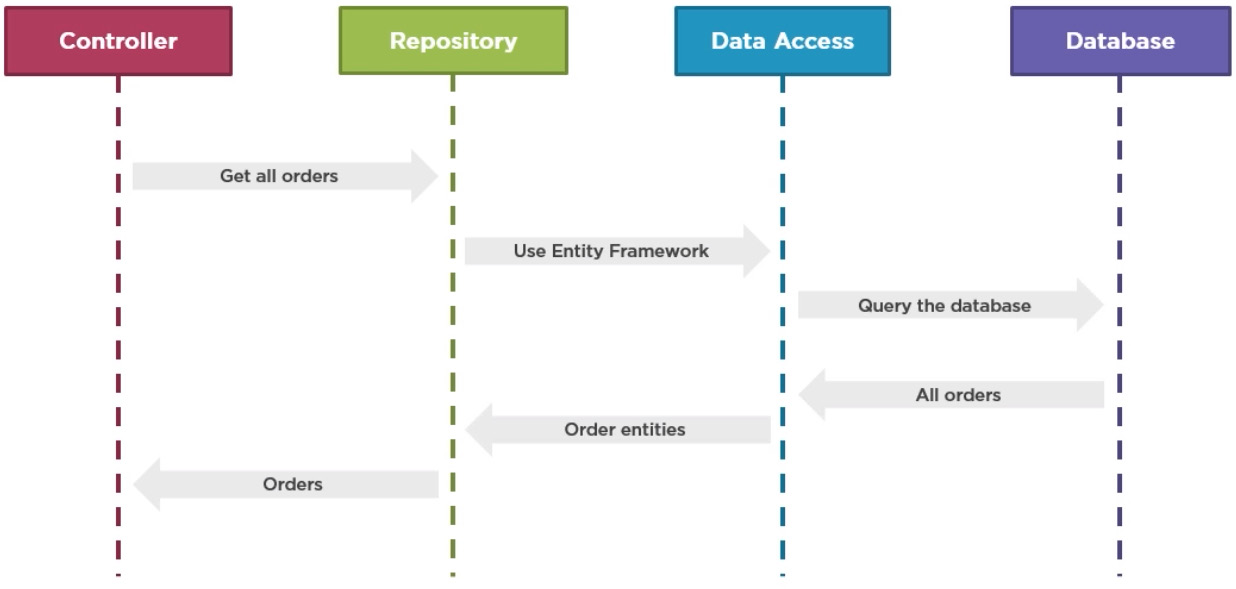 Controller
Repository
Data Access
Database
Get all orders
Use Entity Framework
Query the database
All orders
Order entities
Orders